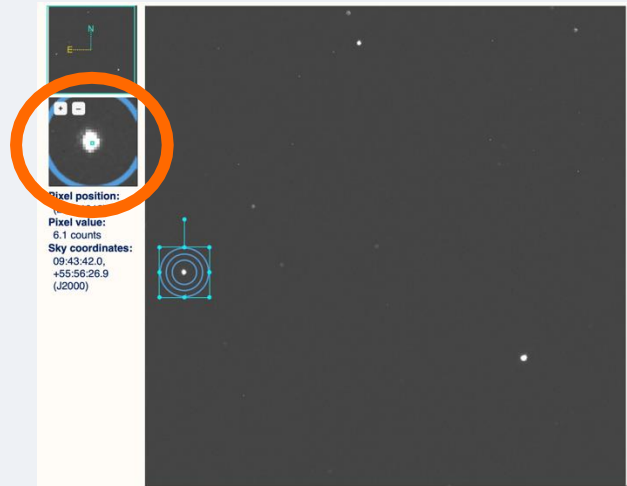 N
E
+ −
Pixel position:
Pixel value:
6.1 counts
Sky coordinates:
09:43:42.0,
+55:56:26.9
(J2000)